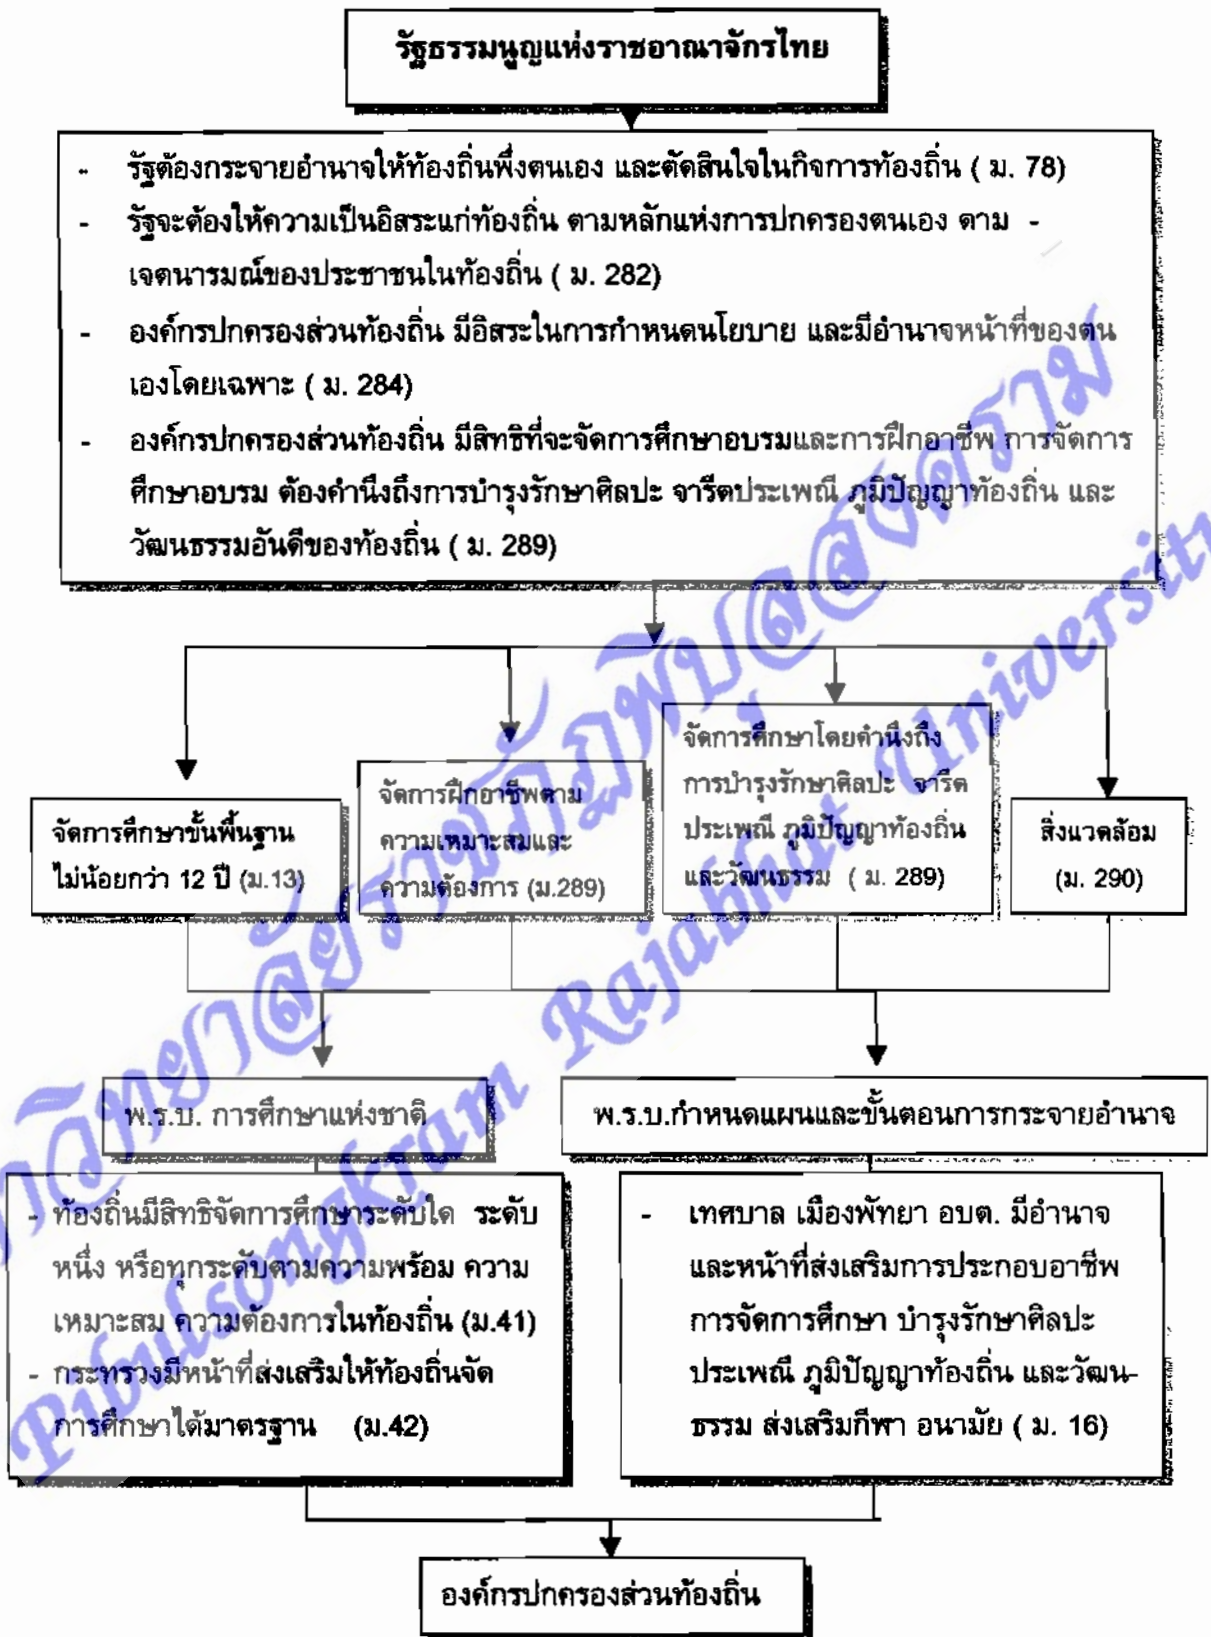 รัฐธรรมนูญแห่งราชอาณาจักรไทย
- รัฐต้องกระจายอำนาจให้ท้องถิ่นพึ่งตนเอง และตัดสินใจในกิจการท้องถิ่น ( ม. 78)
- รัฐจะต้องให้ความเป็นอิสระแก่ท้องถิ่น ตามหลักแห่งการปกครองตนเอง ตาม -
เจตนารมณ์ของประชาชนในท้องถิ่น ( ม. 282)
- องค์กรปกครองส่วนท้องถิ่น มีอิสระในการกำหนดนโยบาย และมีอำนาจหน้าที่ของตน
เองโดยเฉพาะ ( ม. 284)
- องค์กรปกครองส่วนท้องถิ่น มีสิทธิที่จะจัดการศึกษาอบรมและการฝึกอาชีพ การจัดการ
ศึกษาอบรม ต้องคำนึงถึงการบำรุงรักษาศิลปะ จารีตประเพณี ภูมิปัญญาท้องถิ่น และ
วัฒนธรรมอันดีของท้องถิ่น ( ม. 289)
จัดการศึกษาขั้นพื้นฐาน
ไม่น้อยกว่า 12 ปี (ม.13)
จัดการฝึกอาชีพตาม
ความเหมาะสมและ
ความต้องการ (ม.289)
จัดการศึกษาโดยคำนึงถึง
การบำรุงรักษาศิลปะ จารีต
ประเพณี ภูมิปัญญาท้องถิ่น
และวัฒนธรรม ( ม. 289)
สิ่งแวดล้อม
(ม. 290)
พ.ร.บ. การศึกษาแห่งชาติ
- ท้องถิ่นมีสิทธิจัดการศึกษาระดับใด ระดับ
หนึ่ง หรือทุกระดับตามความพร้อม ความ
เหมาะสม ความต้องการในท้องถิ่น (ม.41)
- กระทรวงมีหน้าที่ส่งเสริมให้ท้องถิ่นจัด
การศึกษาได้มาตรฐาน (ม.42)
พ.ร.บ.กำหนดแผนและขั้นตอนการกระจายอำนาจ
- เทศบาล เมืองพัทยา อบต. มีอำนาจ
และหน้าที่ส่งเสริมการประกอบอาชีพ
การจัดการศึกษา บำรุงรักษาศิลปะ
ประเพณี ภูมิปัญญาท้องถิ่น และวัฒน-
ธรรม ส่งเสริมกีฬา อนามัย ( ม. 16)
องค์กรปกครองส่วนท้องถิ่น
วิทยาลัยราชภัฏพิบูลสงคราม
Pibulsongkram Rajabhat University